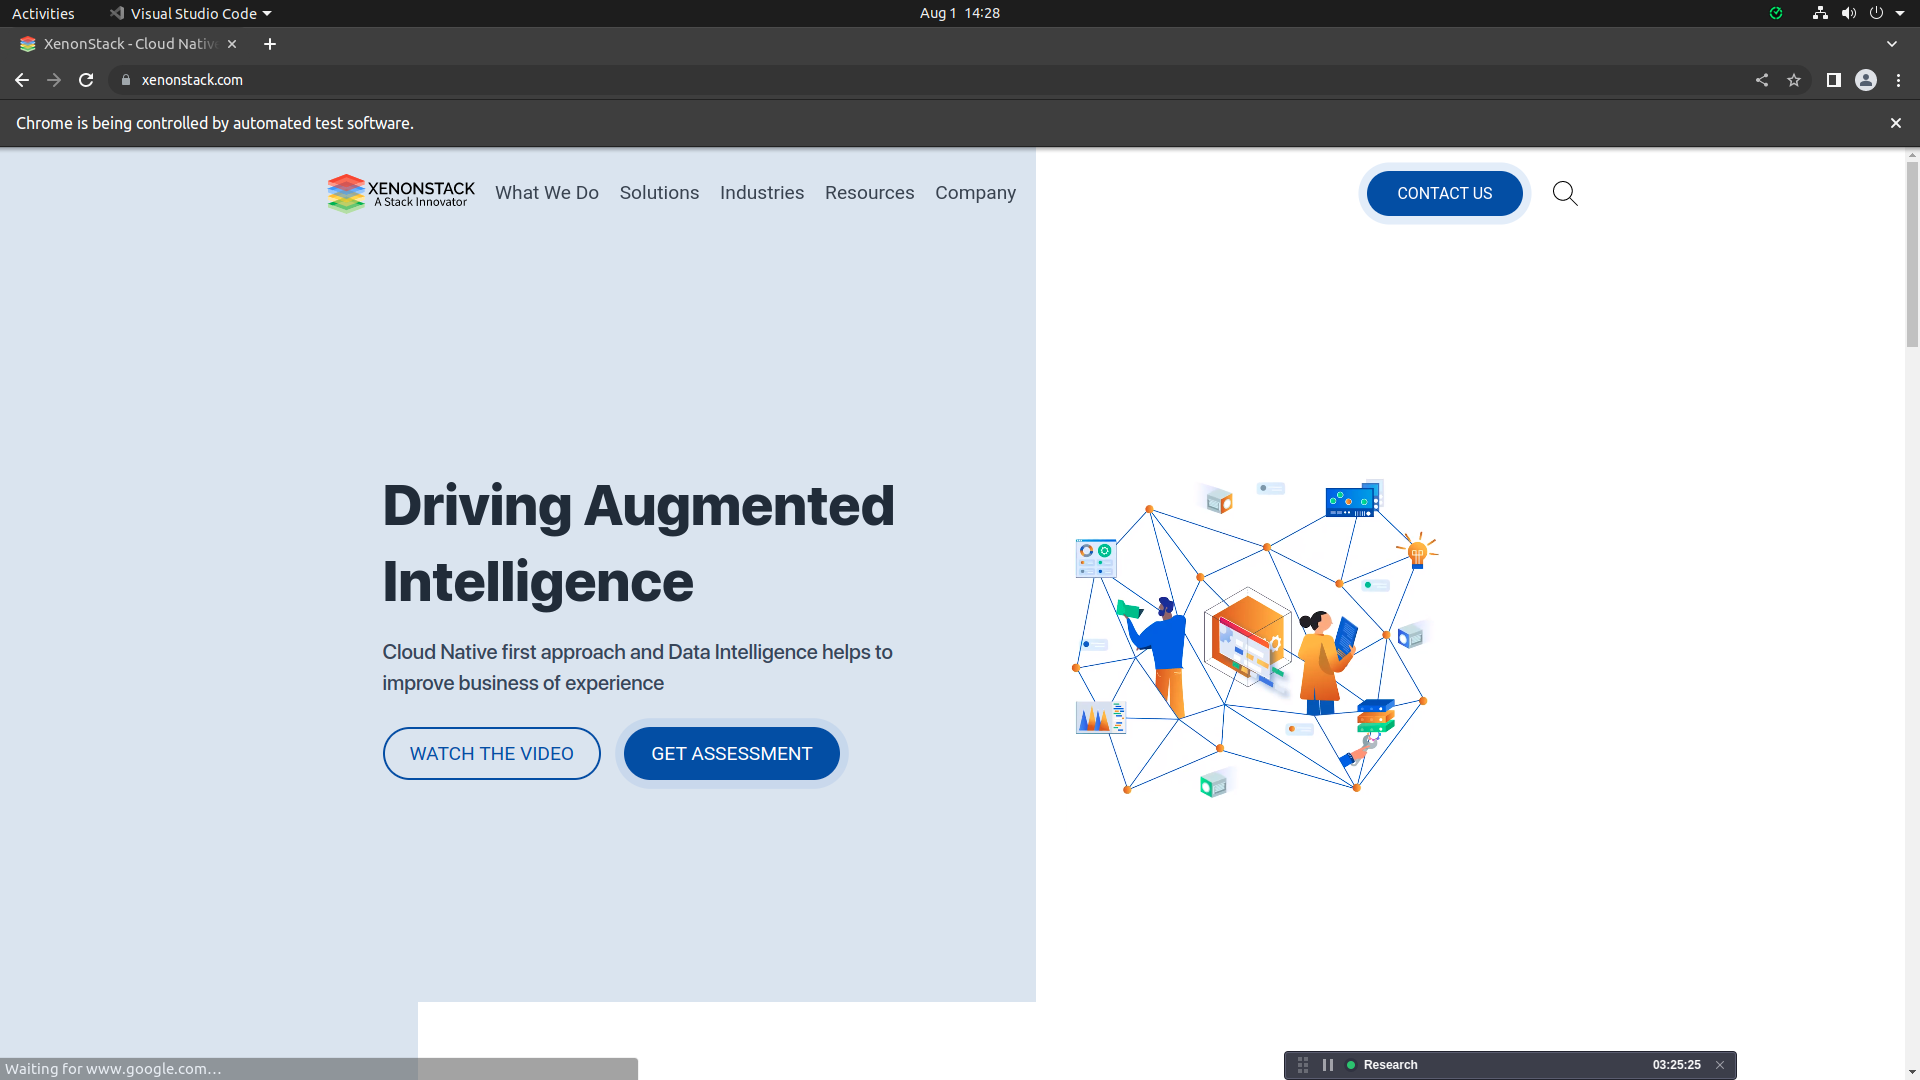 Activities
Visual Studio Code
Aug 1 14:28
XenonStack - Cloud Native
xenonstack.com
Chrome is being controlled by automated test software.
XENONSTACK
A Stack Innovator
What We Do
Solutions
Industries
Resources
Company
CONTACT US
Driving Augmented
Intelligence
Cloud Native first approach and Data Intelligence helps to
improve business of experience
WATCH THE VIDEO
GET ASSESSMENT
Waiting for www.google.com…
Research
03:25:25